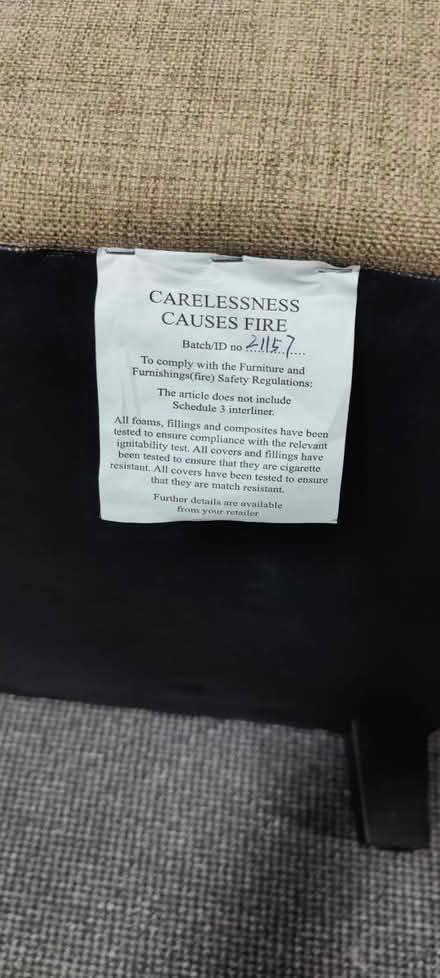 CARELESSNESS
CAUSES FIRE
Batch/ID no 21157
To comply with the Furniture and
Furnishings(fire) Safety Regulations:
The article does not include
Schedule 3 interliner.
All foams, fillings and composites have been
tested to ensure compliance with the relevant
ignitability test. All covers and fillings have
been tested to ensure that they are cigarette
resistant. All covers have been tested to ensure
that they are match resistant.
Further details are available
from your retailer